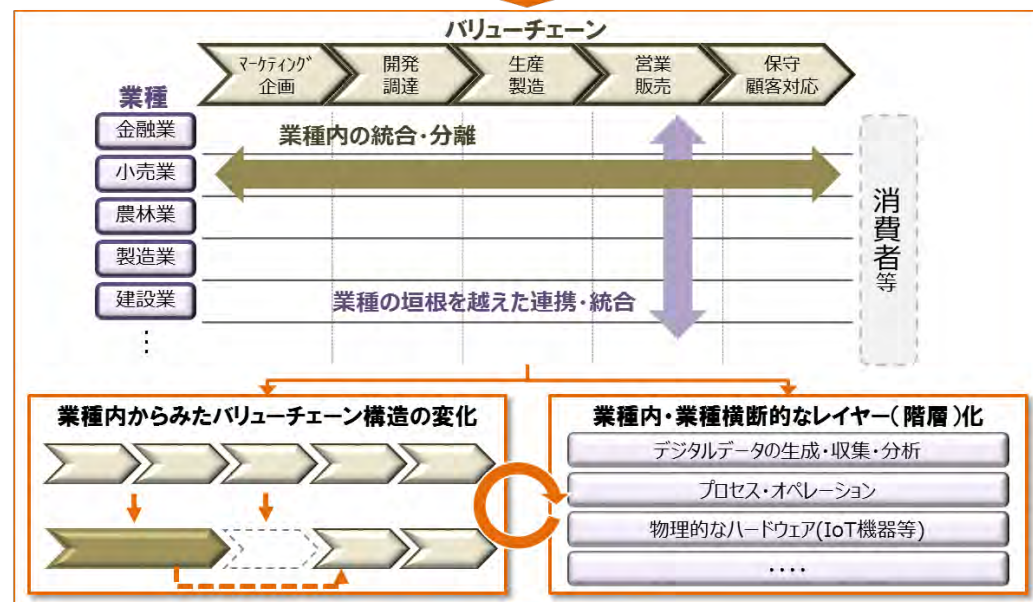 バリューチェーン
マーケティング
企画
開発
調達
生産
製造
営業
販売
保守
顧客対応
業種
金融業
小売業
農林業
製造業
建設業
⋮
業種内の統合・分離
業種の垣根を越えた連携・統合
消費者等
業種内からみたバリューチェーン構造の変化
業種内・業種横断的なレイヤー(階層)化
デジタルデータの生成・収集・分析
プロセス・オペレーション
物理的なハードウェア(IoT機器等)
････